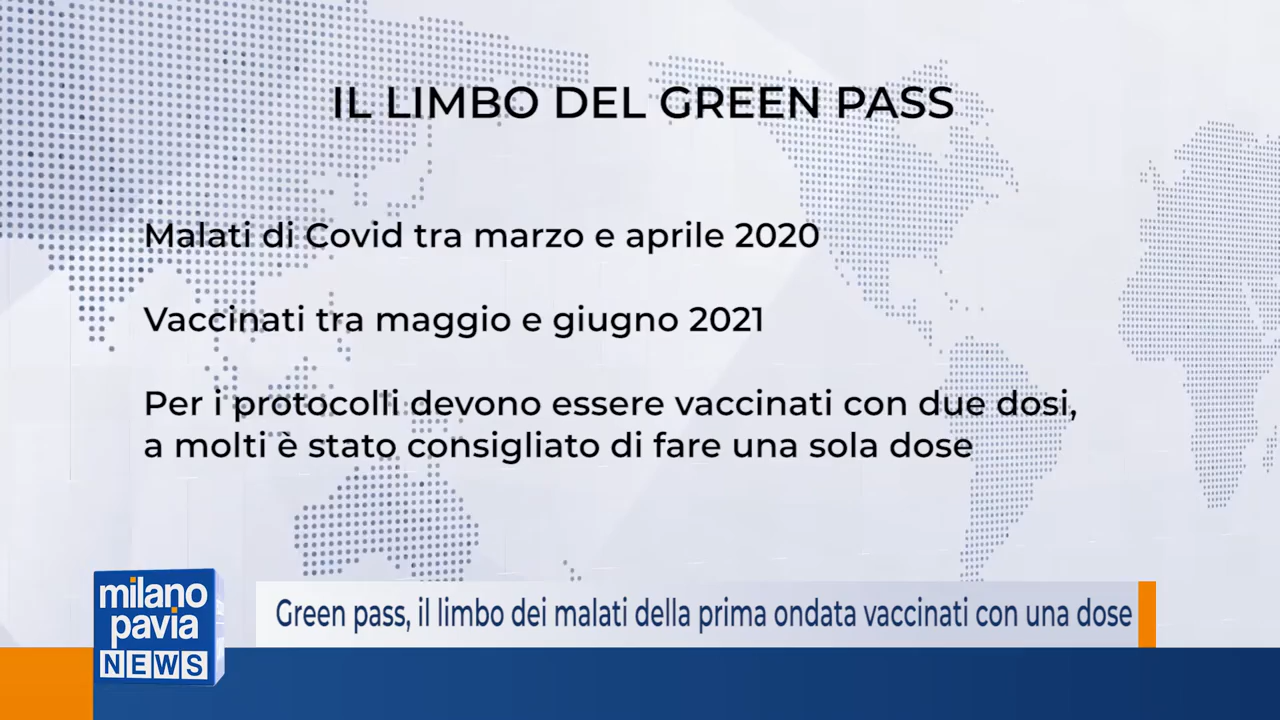 IL LIMBO DEL GREEN PASS
Malati di Covid tra marzo e aprile 2020
Vaccinati tra maggio e giugno 2021
Per i protocolli devono essere vaccinati con due dosi,
a molti è stato consigliato di fare una sola dose
Green pass, il limbo dei malati della prima ondata vaccinati con una dose
milano
pavia
NEWS